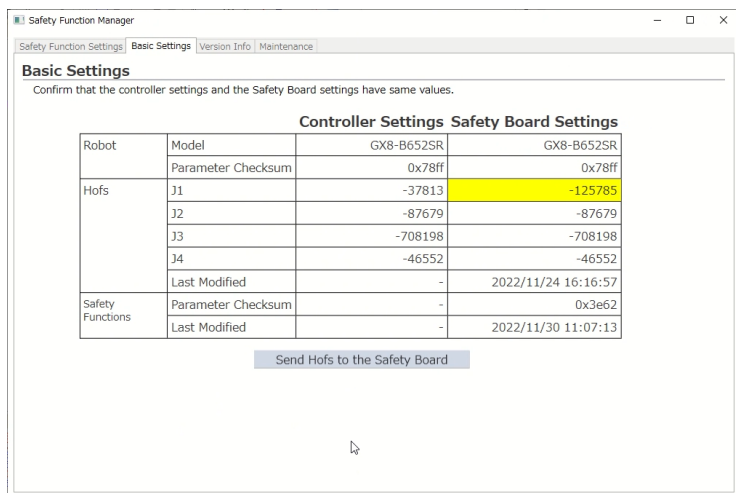 Safety Function Manager
Safety Function Settings Basic Settings Version Info Maintenance
Basic Settings
Confirm that the controller settings and the Safety Board settings have same values.
Controller Settings Safety Board Settings
Robot Model GX8-B652SR GX8-B652SR
Parameter Checksum 0x78ff 0x78ff
Hofs J1 -37813 -125785
J2 -87679 -87679
J3 -708198 -708198
J4 -46552 -46552
Last Modified - 2022/11/24 16:16:57
Safety Functions Parameter Checksum - 0x3e62
Last Modified - 2022/11/30 11:07:13
Send Hofs to the Safety Board